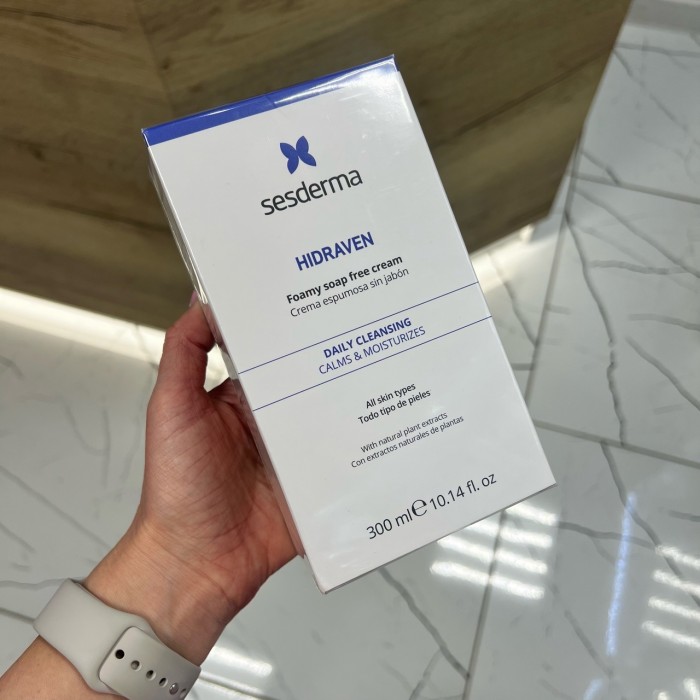 sesderma
HIDRAVEN
Foamy soap free cream
Crema espumosa sin jabón
DAILY CLEANSING
CALMS & MOISTURIZES
All skin types
Todo tipo de pieles
With natural plant extracts
Con extractos naturales de plantas
300 ml℮10.14 fl. oz